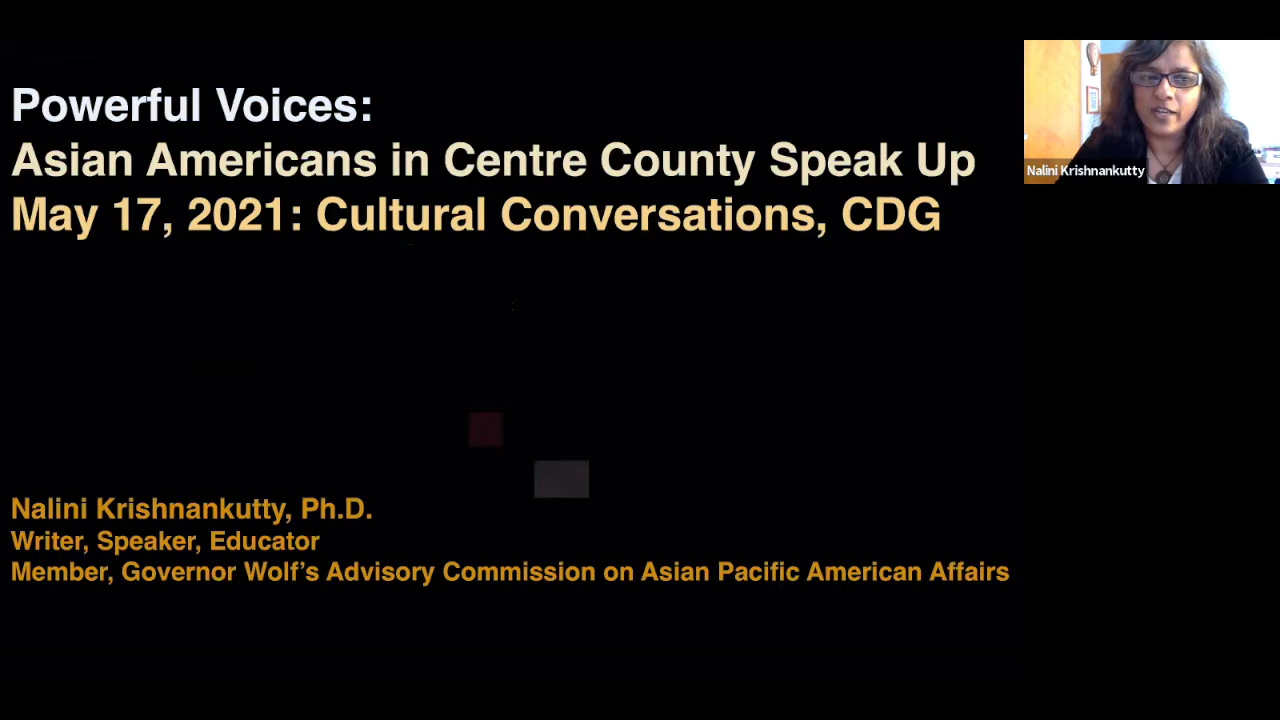 Powerful Voices:
Asian Americans in Centre County Speak Up
May 17, 2021: Cultural Conversations, CDG
Nalini Krishnankutty
Nalini Krishnankutty, Ph.D.
Writer, Speaker, Educator
Member, Governor Wolf’s Advisory Commission on Asian Pacific American Affairs